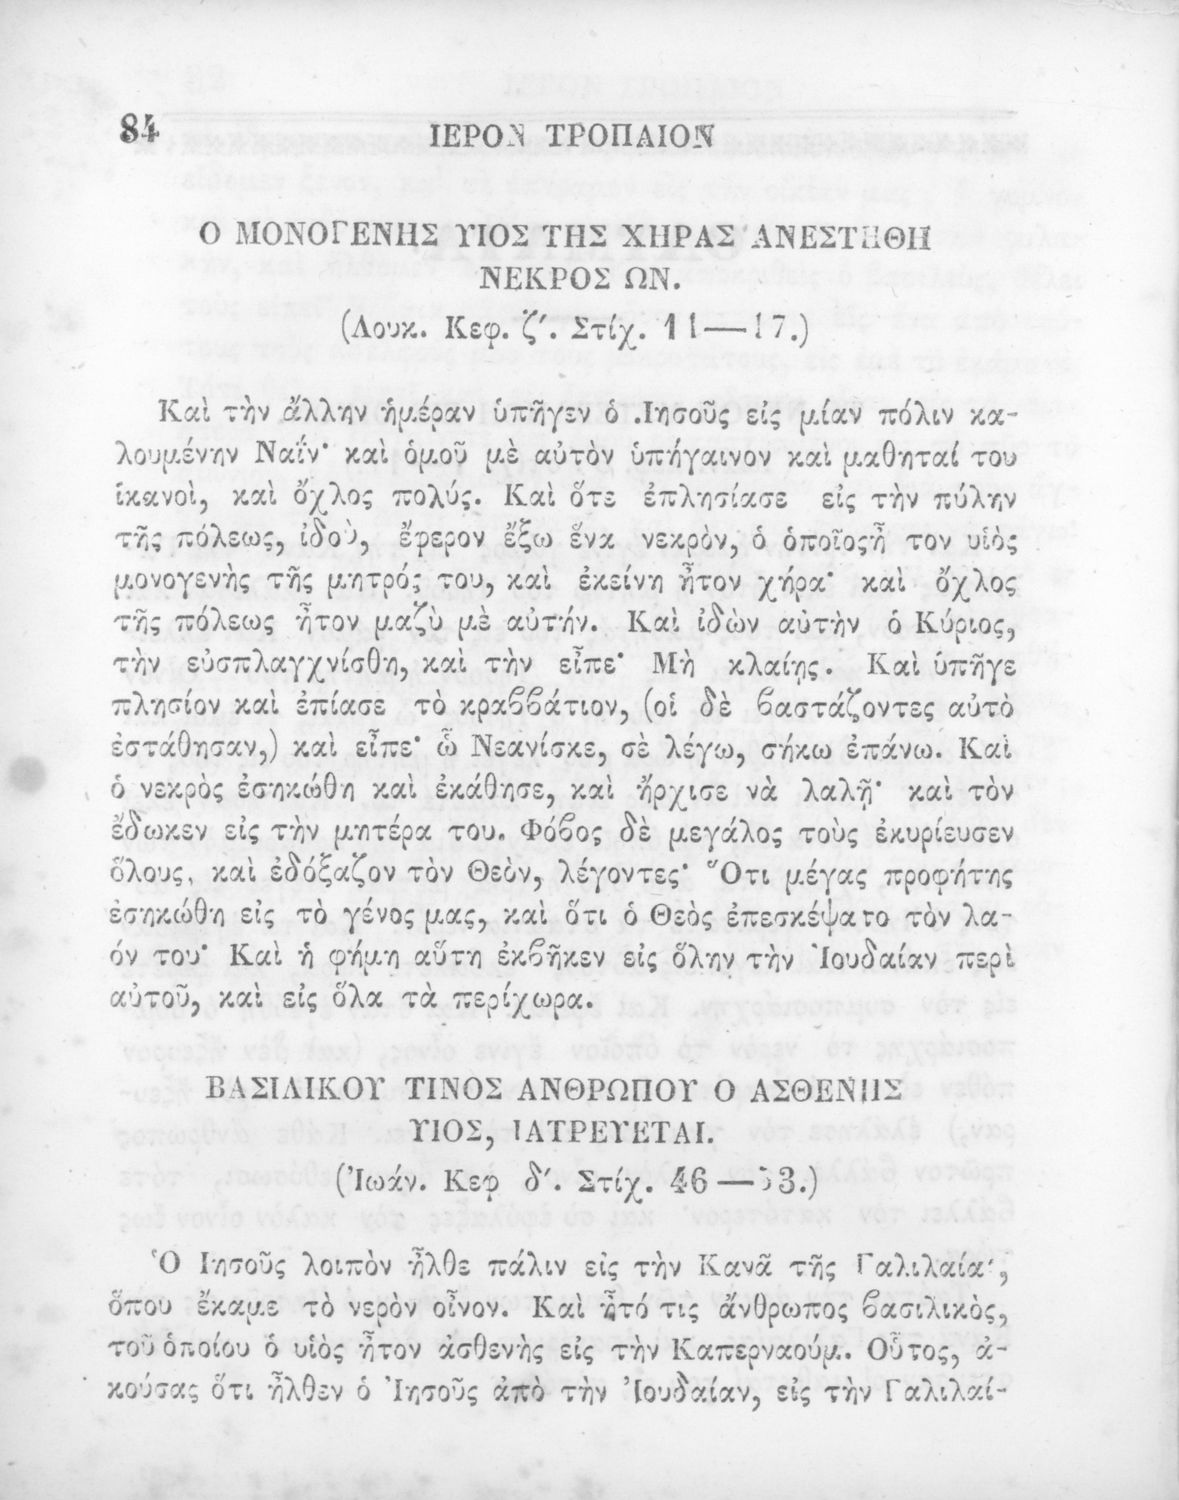 84
ΙΕΡΟΝ ΤΡΟΠΑΙΟΝ
Ο ΜΟΝΟΓΕΝΗΣ ΥΙΟΣ ΤΗΣ ΧΗΡΑΣ ΑΝΕΣΤΗΘΗ
ΝΕΚΡΟΣ ΩΝ.
(Λουκ. Κεφ. ζ΄. Στίχ. 11—17.)
Καὶ τὴν ἄλλην ἡμέραν ὑπῆγεν ὁ Ἰησοῦς εἰς μίαν πόλιν κα-
λουμένην Ναΐν· καὶ ὁμοῦ μὲ αὐτὸν ὑπήγαινον καὶ μαθηταί του
ἱκανοὶ, καὶ ὄχλος πολύς. Καὶ ὅτε ἐπλησίασε εἰς τὴν πύλην
τῆς πόλεως, ἰδοὺ, ἔφερον ἔξω ἕνα νεκρὸν, ὁ ὁποῖοςἦ τον υἱὸς
μονογενὴς τῆς μητρός του, καὶ ἐκείνη ἦτον χήρα· καὶ ὄχλος
τῆς πόλεως ἦτον μαζὺ μὲ αὐτήν. Καὶ ἰδὼν αὐτὴν ὁ Κύριος,
τὴν εὐσπλαγχνίσθη, καὶ τὴν εἶπε· Μὴ κλαίῃς. Καὶ ὑπῆγε
πλησίον καὶ ἐπίασε τὸ κραϐϐάτιον, (οἱ δὲ ϐαστάζοντες αὐτὸ
ἐστάθησαν,) καὶ εἶπε· ὦ Νεανίσκε, σὲ λέγω, σήκω ἐπάνω. Καὶ
ὁ νεκρὸς ἐσηκώθη καὶ ἐκάθησε, καὶ ἤρχισε νὰ λαλῇ· καὶ τὸν
ἔδωκεν εἰς τὴν μητέρα του. Φόϐος δὲ μεγάλος τοὺς ἐκυρίευσεν
ὅλους, καὶ ἐδόξαζον τὸν Θεὸν, λέγοντες· Ὅτι μέγας προφήτης
ἐσηκώθη εἰς τὸ γένος μας, καὶ ὅτι ὁ Θεὸς ἐπεσκέψατο τὸν λα-
όν του· Καὶ ἡ φήμη αὕτη ἐκϐῆκεν εἰς ὅλην τὴν Ἰουδαίαν περὶ
αὐτοῦ, καὶ εἰς ὅλα τὰ περίχωρα.
ΒΑΣΙΛΙΚΟΥ ΤΙΝΟΣ ΑΝΘΡΩΠΟΥ Ο ΑΣΘΕΝΗΣ
ΥΙΟΣ, ΙΑΤΡΕΥΕΤΑΙ.
(Ἰωάν. Κεφ δ΄. Στίχ. 46—53.)
Ὁ Ιησοῦς λοιπὸν ἦλθε πάλιν εἰς τὴν Κανᾶ τῆς Γαλιλαίας,
ὅπου ἔκαμε τὸ νερὸν οἶνον. Καὶ ἦτό τις ἄνθρωπος ϐασιλικὸς,
τοῦ ὁποίου ὁ υἱὸς ἦτον ἀσθενὴς εἰς τὴν Καπερναούμ. Οὗτος, ἀ-
κούσας ὅτι ἦλθεν ὁ Ἰησοῦς ἀπὸ τὴν Ἰουδαίαν, εἰς τὴν Γαλιλαί-